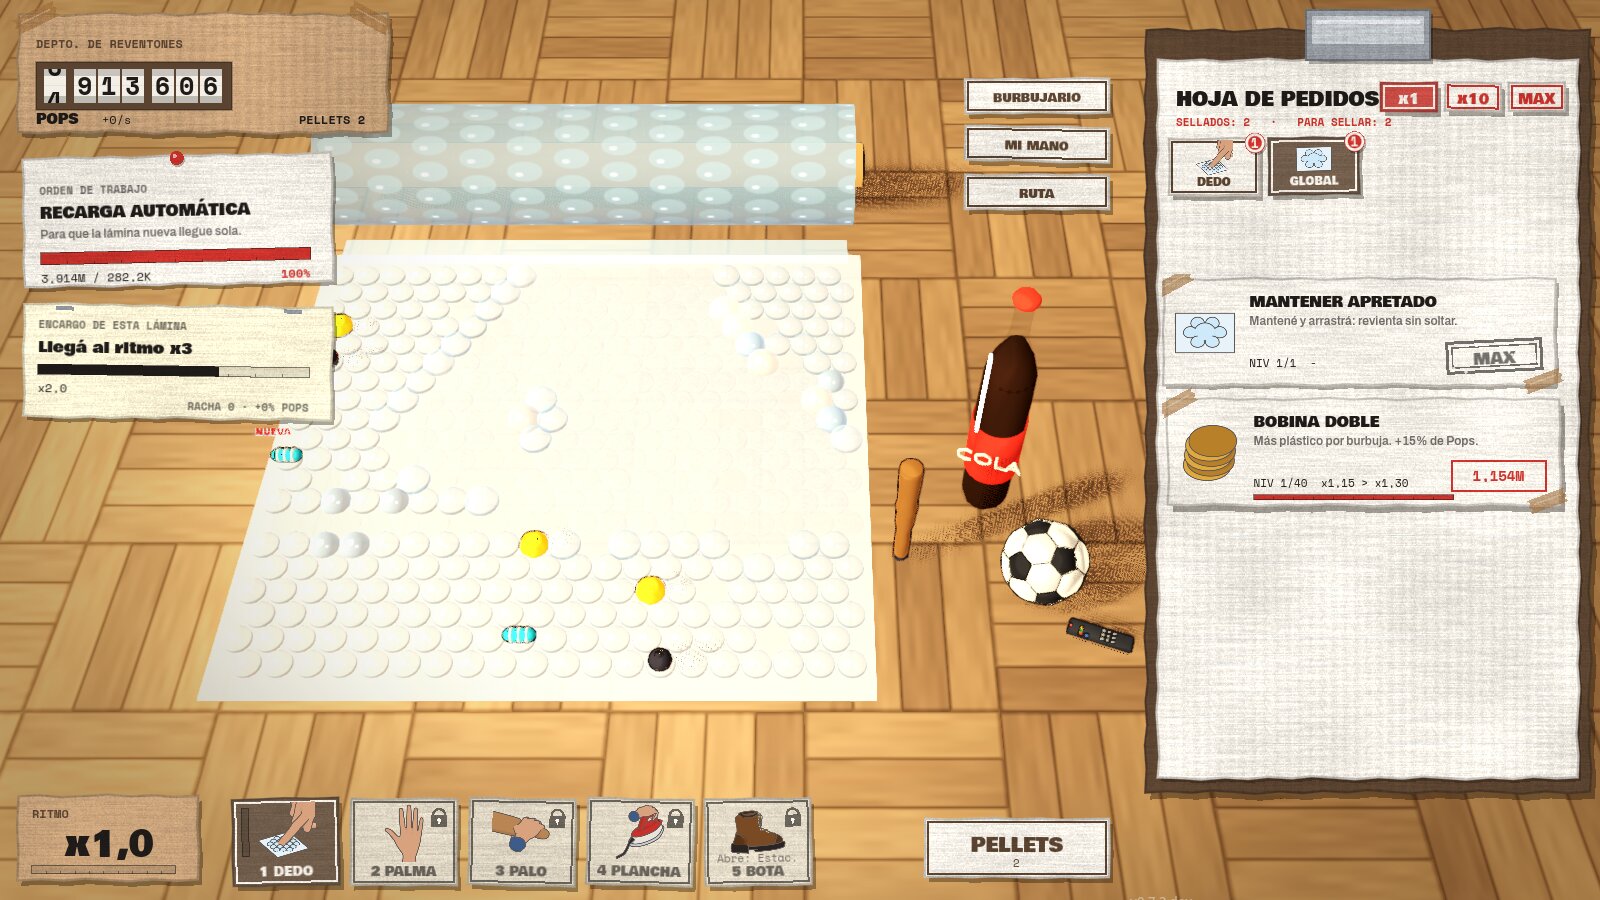 DEPTO. DE REVENTONES
913 606
POPS +0/s PELLETS 2
ORDEN DE TRABAJO
RECARGA AUTOMÁTICA
Para que la lámina nueva llegue sola.
3.914M / 282.2K 100%
ENCARGO DE ESTA LÁMINA
Llegá al ritmo x3
x2.0
RACHA 0 · +0% POPS
NUEVA
BURBUJARIO
MI MANO
RUTA
COLA
HOJA DE PEDIDOS x1 x10 MAX
SELLADOS: 2 · PARA SELLAR: 2
1 1
DEDO GLOBAL
MANTENER APRETADO
Mantené y arrastrá: revienta sin soltar.
NIV 1/1 - MAX
BOBINA DOBLE
Más plástico por burbuja. +15% de Pops.
NIV 1/40 x1,15 > x1,30 1,154M
RITMO
x1,0
1 DEDO
2 PALMA
3 PALO
4 PLANCHA
Abre: Estac.
5 BOTA
PELLETS
2